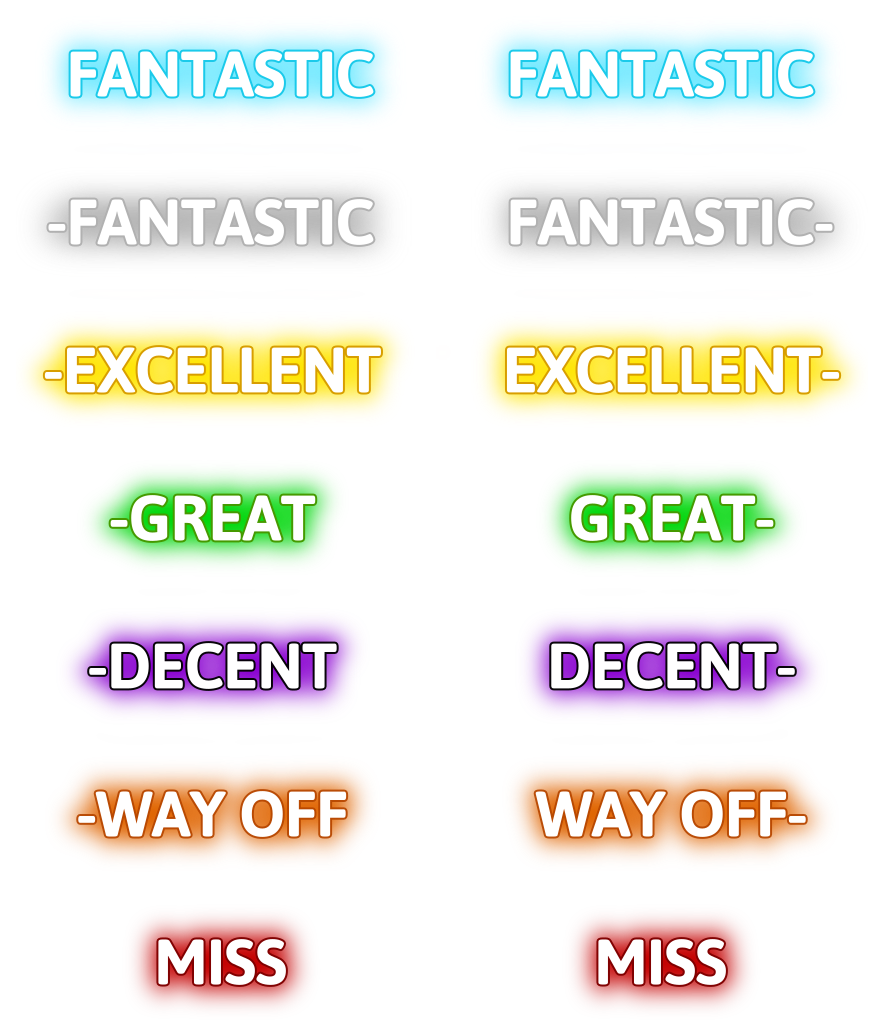 FANTASTIC FANTASTIC
-FANTASTIC FANTASTIC-
-EXCELLENT EXCELLENT-
-GREAT GREAT-
-DECENT DECENT-
-WAY OFF WAY OFF-
MISS MISS